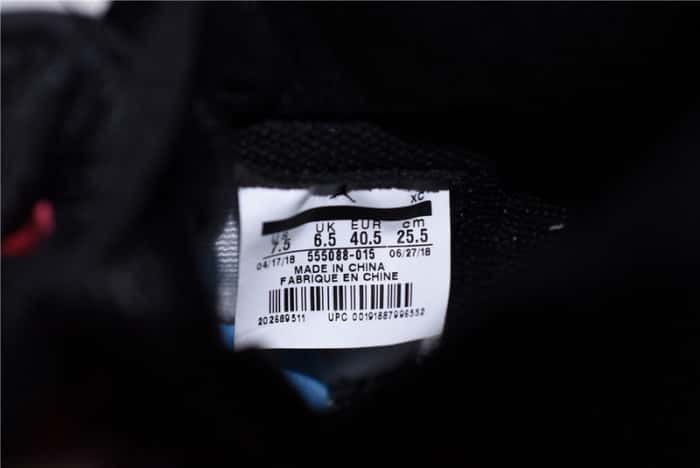 XC
UK EUR cm
7.5 6.5 40.5 25.5
04/17/18 555088-015 06/27/18
MADE IN CHINA
FABRIQUE EN CHINE
202589511 UPC 00191887996552